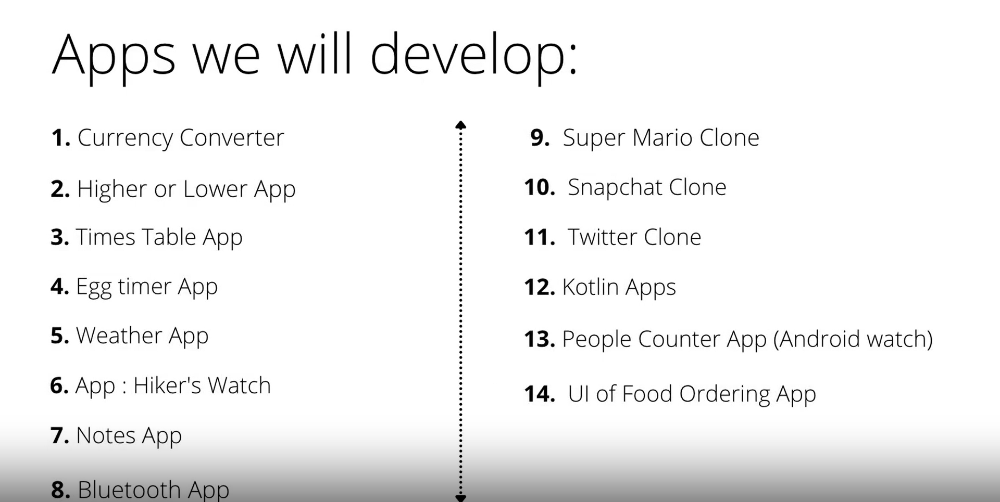 Apps we will develop:
1. Currency Converter
2. Higher or Lower App
3. Times Table App
4. Egg timer App
5. Weather App
6. App : Hiker's Watch
7. Notes App
8. Bluetooth App
9. Super Mario Clone
10. Snapchat Clone
11. Twitter Clone
12. Kotlin Apps
13. People Counter App (Android watch)
14. UI of Food Ordering App